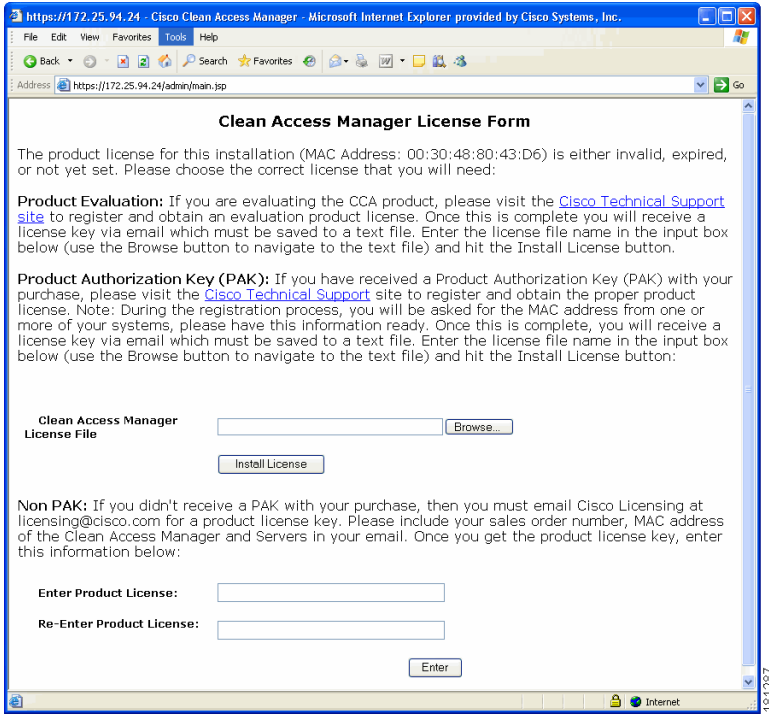 https://172.25.94.24 - Cisco Clean Access Manager - Microsoft Internet Explorer provided by Cisco Systems, Inc.
File Edit View Favorites Tools Help
Back Search Favorites
Address https://172.25.94.24/admin/main.jsp Go
Clean Access Manager License Form
The product license for this installation (MAC Address: 00:30:48:80:43:D6) is either invalid, expired,
or not yet set. Please choose the correct license that you will need:
Product Evaluation: If you are evaluating the CCA product, please visit the Cisco Technical Support
site to register and obtain an evaluation product license. Once this is complete you will receive a
license key via email which must be saved to a text file. Enter the license file name in the input box
below (use the Browse button to navigate to the text file) and hit the Install License button.
Product Authorization Key (PAK): If you have received a Product Authorization Key (PAK) with your
purchase, please visit the Cisco Technical Support site to register and obtain the proper product
license. Note: During the registration process, you will be asked for the MAC address from one or
more of your systems, please have this information ready. Once this is complete, you will receive a
license key via email which must be saved to a text file. Enter the license file name in the input box
below (use the Browse button to navigate to the text file) and hit the Install License button:
Clean Access Manager
License File
Browse...
Install License
Non PAK: If you didn't receive a PAK with your purchase, then you must email Cisco Licensing at
licensing@cisco.com for a product license key. Please include your sales order number, MAC address
of the Clean Access Manager and Servers in your email. Once you get the product license key, enter
this information below:
Enter Product License:
Re-Enter Product License:
Enter
Internet
181287